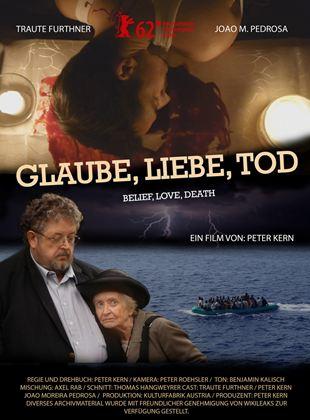 TRAUTE FURTHNER
62
JOAO M. PEDROSA
GLAUBE, LIEBE, TOD
BELIEF, LOVE, DEATH
EIN FILM VON: PETER KERN
REGIE UND DREHBUCH: PETER KERN / KAMERA: PETER ROEHSLER / TON: BENJAMIN KALISCH
MISCHUNG: AXEL RAB / SCHNITT: THOMAS HANGWEYRER CAST: TRAUTE FURTHNER / PETER KERN
JOAO MOREIRA PEDROSA / PRODUKTION: KULTURFABRIK AUSTRIA / PRODUZENT: PETER KERN
DIVERSES ARCHIVMATERIAL WURDE MIT FREUNDLICHER GENEHMIGUNG VON WIKILEAKS ZUR
VERFÜGUNG GESTELLT.